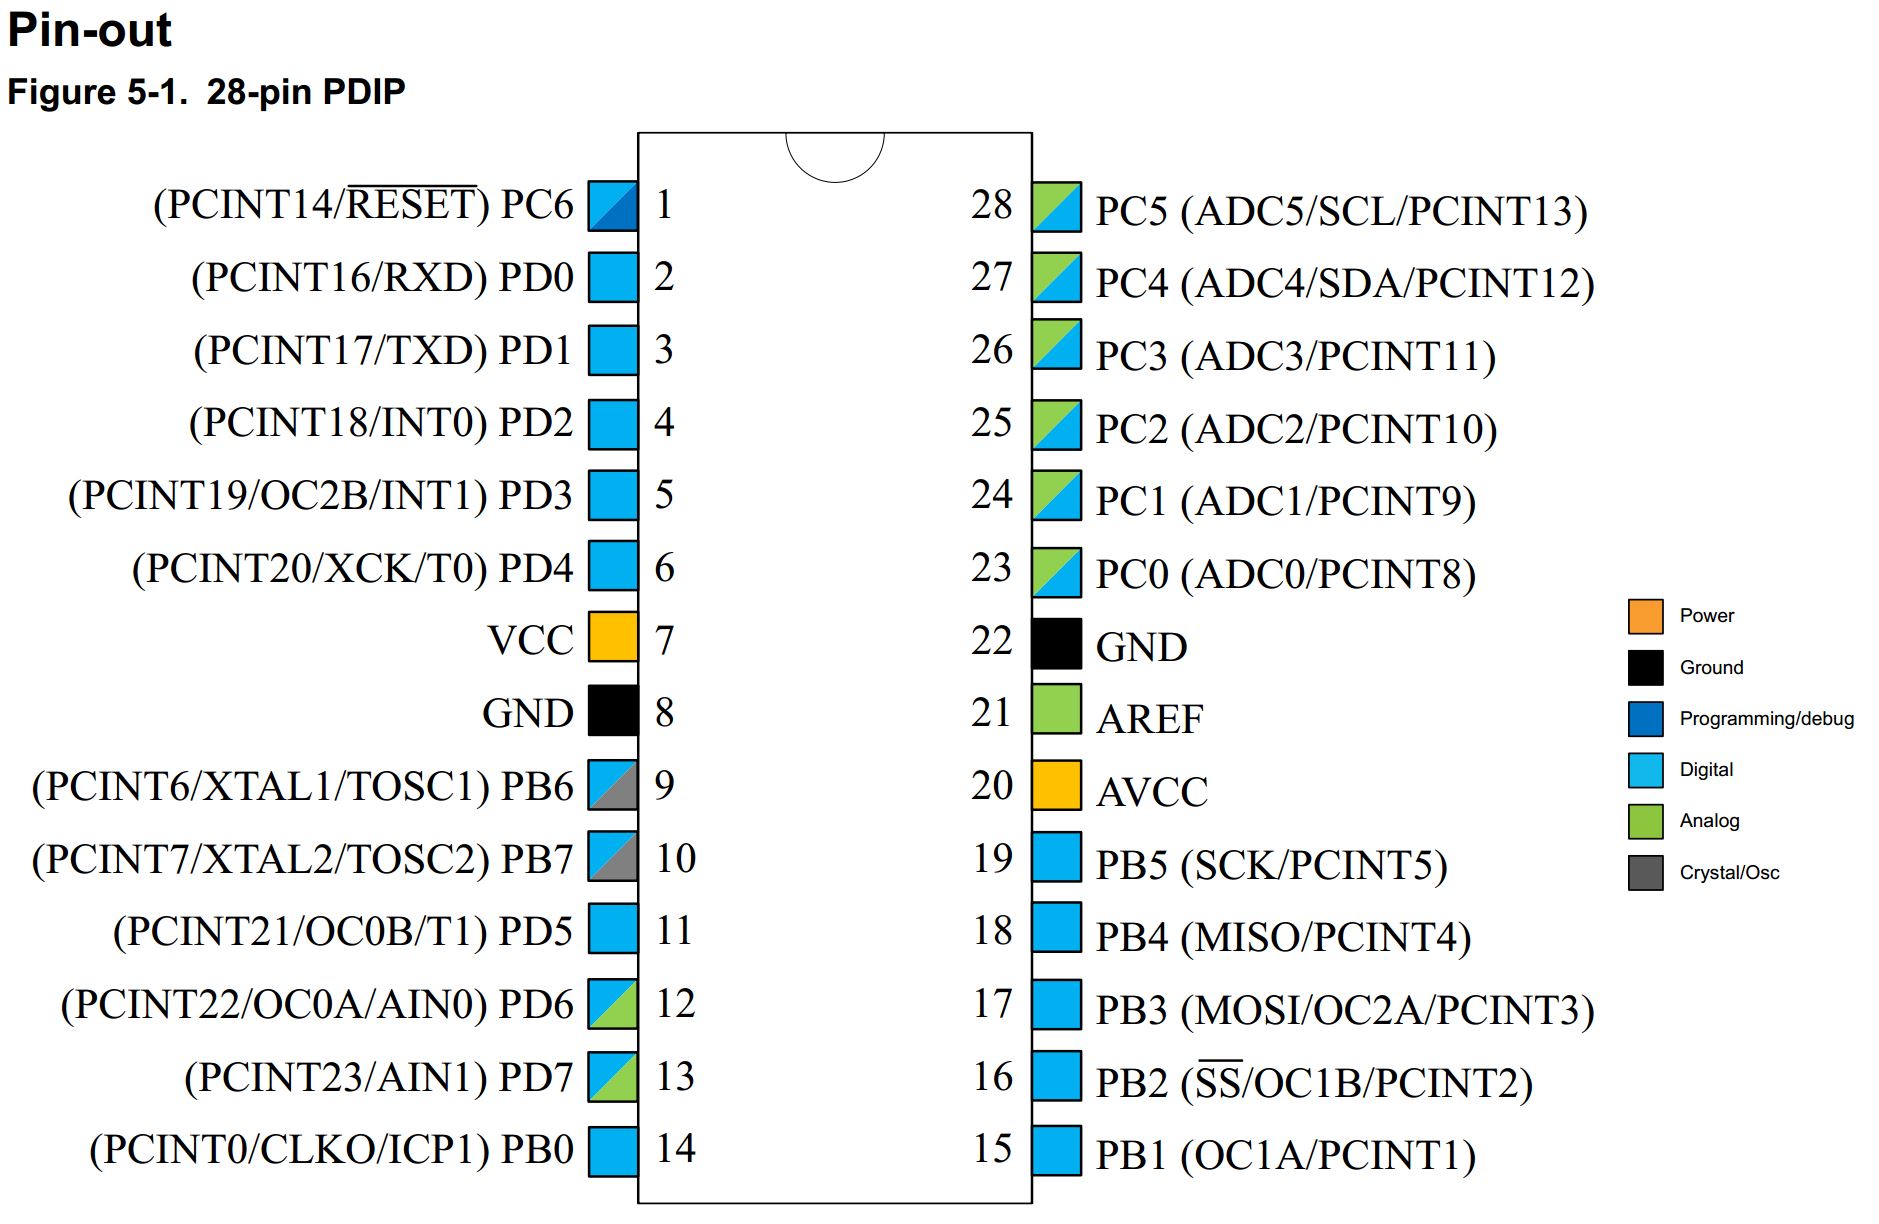 Pin-out
Figure 5-1. 28-pin PDIP
(PCINT14/RESET) PC6 1 28 PC5 (ADC5/SCL/PCINT13)
(PCINT16/RXD) PD0 2 27 PC4 (ADC4/SDA/PCINT12)
(PCINT17/TXD) PD1 3 26 PC3 (ADC3/PCINT11)
(PCINT18/INT0) PD2 4 25 PC2 (ADC2/PCINT10)
(PCINT19/OC2B/INT1) PD3 5 24 PC1 (ADC1/PCINT9)
(PCINT20/XCK/T0) PD4 6 23 PC0 (ADC0/PCINT8)
VCC 7 22 GND
GND 8 21 AREF
(PCINT6/XTAL1/TOSC1) PB6 9 20 AVCC
(PCINT7/XTAL2/TOSC2) PB7 10 19 PB5 (SCK/PCINT5)
(PCINT21/OC0B/T1) PD5 11 18 PB4 (MISO/PCINT4)
(PCINT22/OC0A/AIN0) PD6 12 17 PB3 (MOSI/OC2A/PCINT3)
(PCINT23/AIN1) PD7 13 16 PB2 (SS/OC1B/PCINT2)
(PCINT0/CLKO/ICP1) PB0 14 15 PB1 (OC1A/PCINT1)
Power
Ground
Programming/debug
Digital
Analog
Crystal/Osc